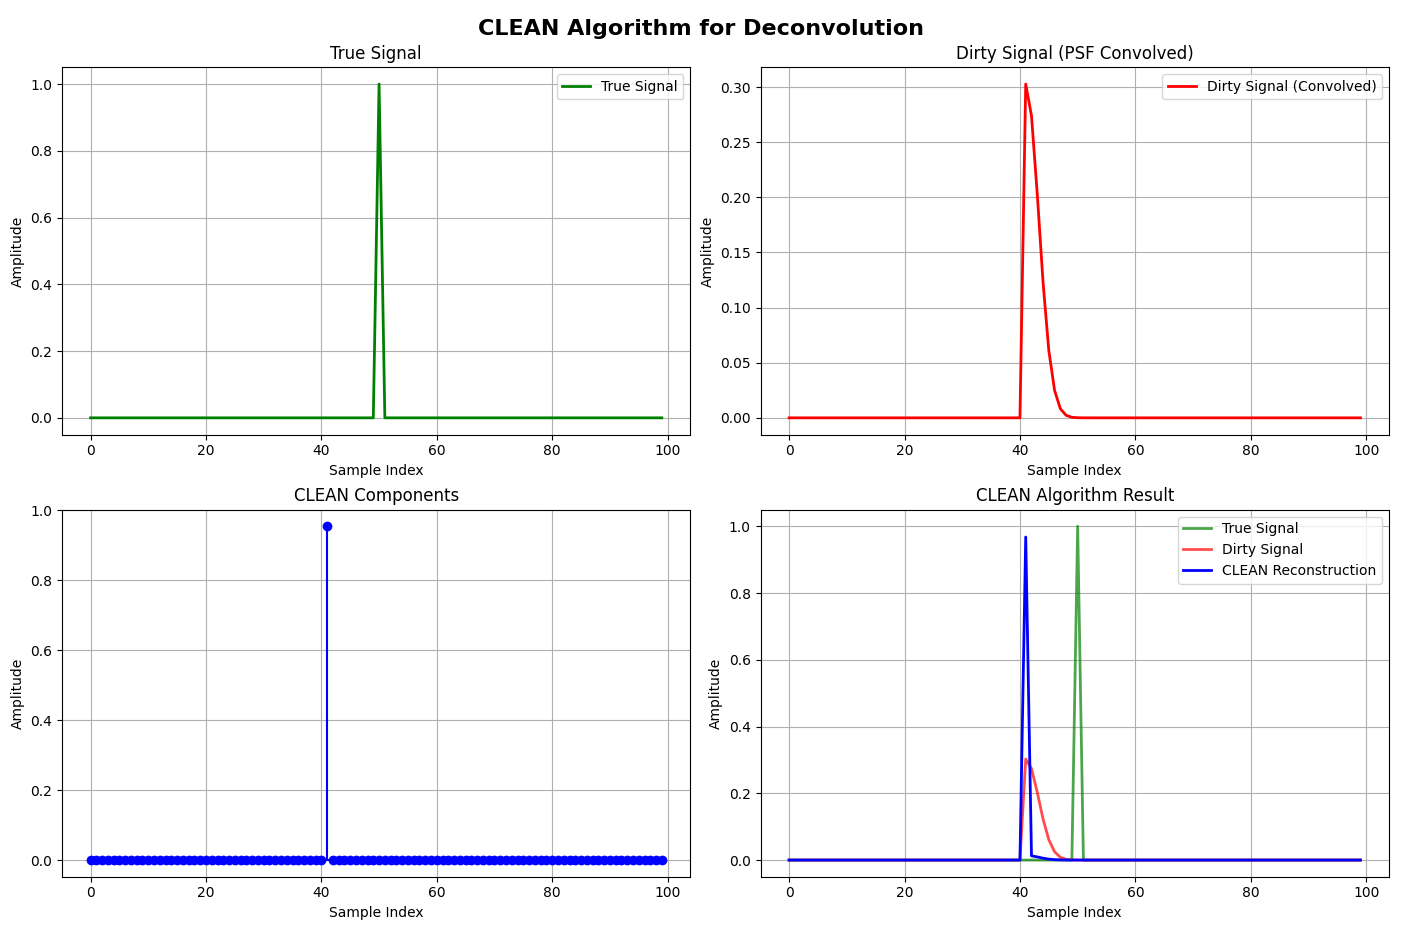 CLEAN Algorithm for Deconvolution
True Signal
1.0
0.8
0.6
0.4
0.2
0.0
Amplitude
True Signal
0 20 40 60 80 100
Sample Index
Dirty Signal (PSF Convolved)
0.30
0.25
0.20
0.15
0.10
0.05
0.00
Amplitude
Dirty Signal (Convolved)
0 20 40 60 80 100
Sample Index
CLEAN Components
1.0
0.8
0.6
0.4
0.2
0.0
Amplitude
0 20 40 60 80 100
Sample Index
CLEAN Algorithm Result
1.0
0.8
0.6
0.4
0.2
0.0
Amplitude
True Signal
Dirty Signal
CLEAN Reconstruction
0 20 40 60 80 100
Sample Index